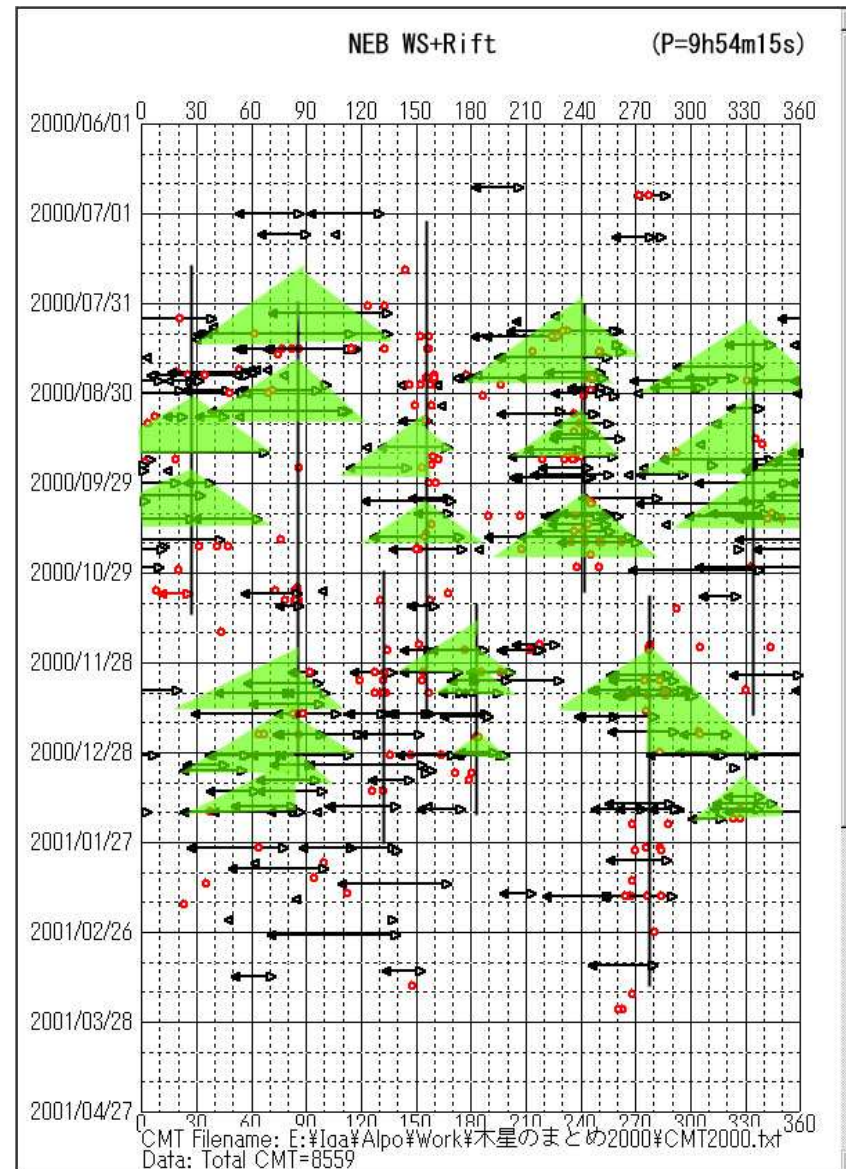 NEB WS+Rift (P=9h54m15s)
0 30 60 90 120 150 180 210 240 270 300 330 360
2000/06/01
2000/07/01
2000/07/31
2000/08/30
2000/09/29
2000/10/29
2000/11/28
2000/12/28
2001/01/27
2001/02/26
2001/03/28
2001/04/27
0 30 60 90 120 150 180 210 240 270 300 330 360
CMT Filename: E:¥Iga¥Alpo¥Work¥木星のまとめ2000¥CMT2000.txt
Data: Total CMT=8559